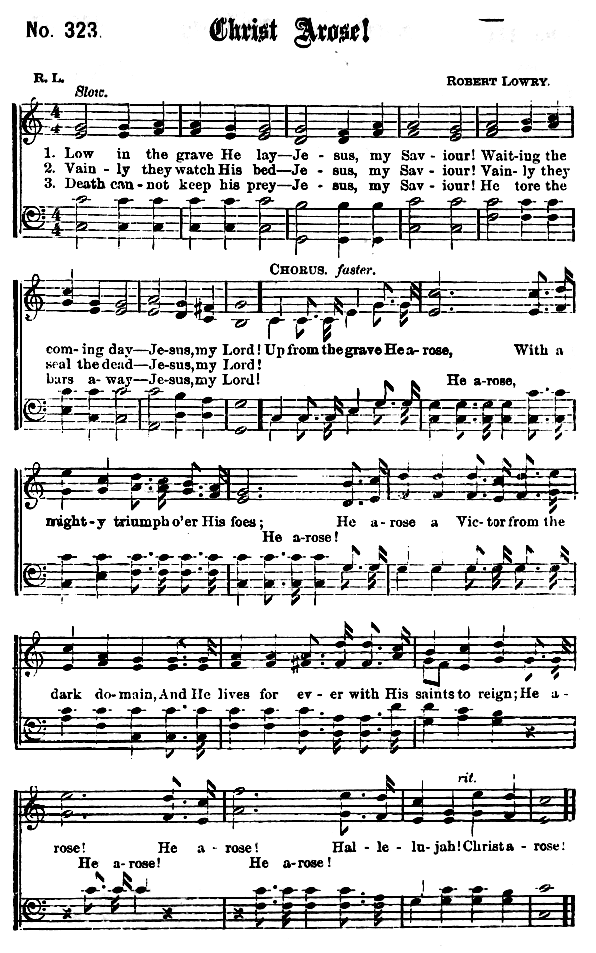 No. 323.
Christ Arose!
R. L.
ROBERT LOWRY.
Slow.
1. Low in the grave He lay—Je - sus, my Sav - iour! Wait-ing the
2. Vain - ly they watch His bed—Je - sus, my Sav - iour! Vain- ly they
3. Death can - not keep his prey—Je - sus, my Sav - iour! He tore the
CHORUS. faster.
com-ing day—Je-sus, my Lord! Up from the grave He a-rose, With a
seal the dead—Je-sus, my Lord!
bars a-way—Je-sus, my Lord! He a-rose,
might-y triumph o'er His foes; He a-rose a Vic-tor from the
He a-rose!
dark do-main, And He lives for ev-er with His saints to reign; He a-
rit.
rose! He a-rose! Hal-le-lu-jah! Christ a-rose!
He a-rose! He a-rose!